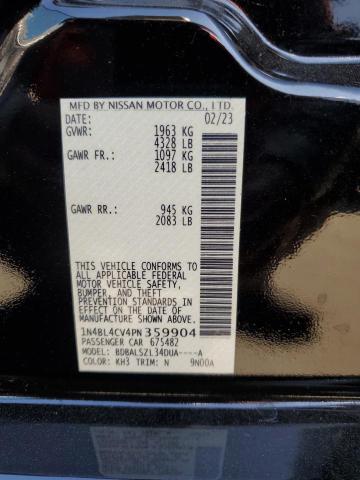 MFD BY NISSAN MOTOR CO., LTD.
DATE: 02/23
GVWR: 1963 KG
4328 LB
GAWR FR.: 1097 KG
2418 LB
GAWR RR.: 945 KG
2083 LB
THIS VEHICLE CONFORMS TO
ALL APPLICABLE FEDERAL
MOTOR VEHICLE SAFETY,
BUMPER, AND THEFT
PREVENTION STANDARDS
IN EFFECT ON THE DATE
OF MANUFACTURE SHOWN ABOVE.
1N4BL4CV4PN359904
PASSENGER CAR 675482
MODEL: BDBALSZL34DUA----A
COLOR: KH3 TRIM: N 9N00A